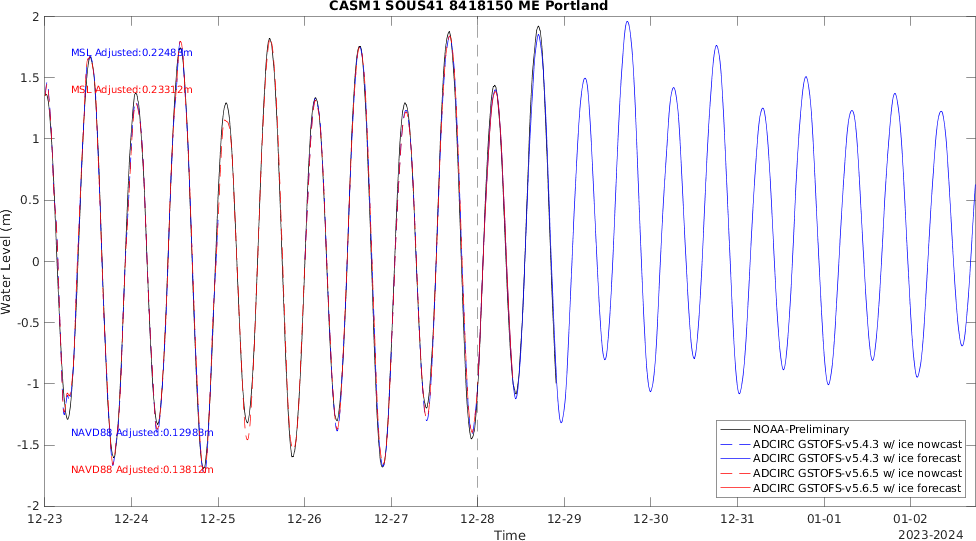 CASM1 SOUS41 8418150 ME Portland
2
1.5
1
0.5
0
-0.5
-1
-1.5
-2
Water Level (m)
MSL Adjusted:0.22483m
MSL Adjusted:0.23312m
NAVD88 Adjusted:0.12983m
NAVD88 Adjusted:0.13812m
NOAA-Preliminary
ADCIRC GSTOFS-v5.4.3 w/ ice nowcast
ADCIRC GSTOFS-v5.4.3 w/ ice forecast
ADCIRC GSTOFS-v5.6.5 w/ ice nowcast
ADCIRC GSTOFS-v5.6.5 w/ ice forecast
12-23 12-24 12-25 12-26 12-27 12-28 12-29 12-30 12-31 01-01 01-02
Time
2023-2024